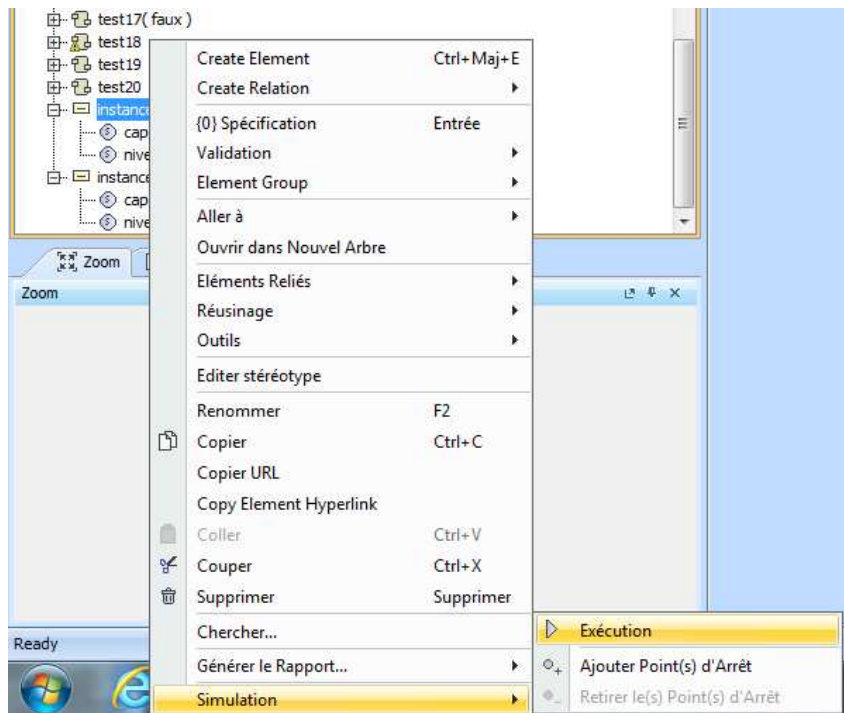 test17( faux )
test18
test19
test20
instance
cap
nive
instance
cap
nive
Zoom
Zoom
Ready
Create Element Ctrl+Maj+E
Create Relation
{0} Spécification Entrée
Validation
Element Group
Aller à
Ouvrir dans Nouvel Arbre
Eléments Reliés
Réusinage
Outils
Editer stéréotype
Renommer F2
Copier Ctrl+C
Copier URL
Copy Element Hyperlink
Coller Ctrl+V
Couper Ctrl+X
Supprimer Supprimer
Chercher...
Générer le Rapport...
Simulation
Exécution
Ajouter Point(s) d'Arrêt
Retirer le(s) Point(s) d'Arrêt